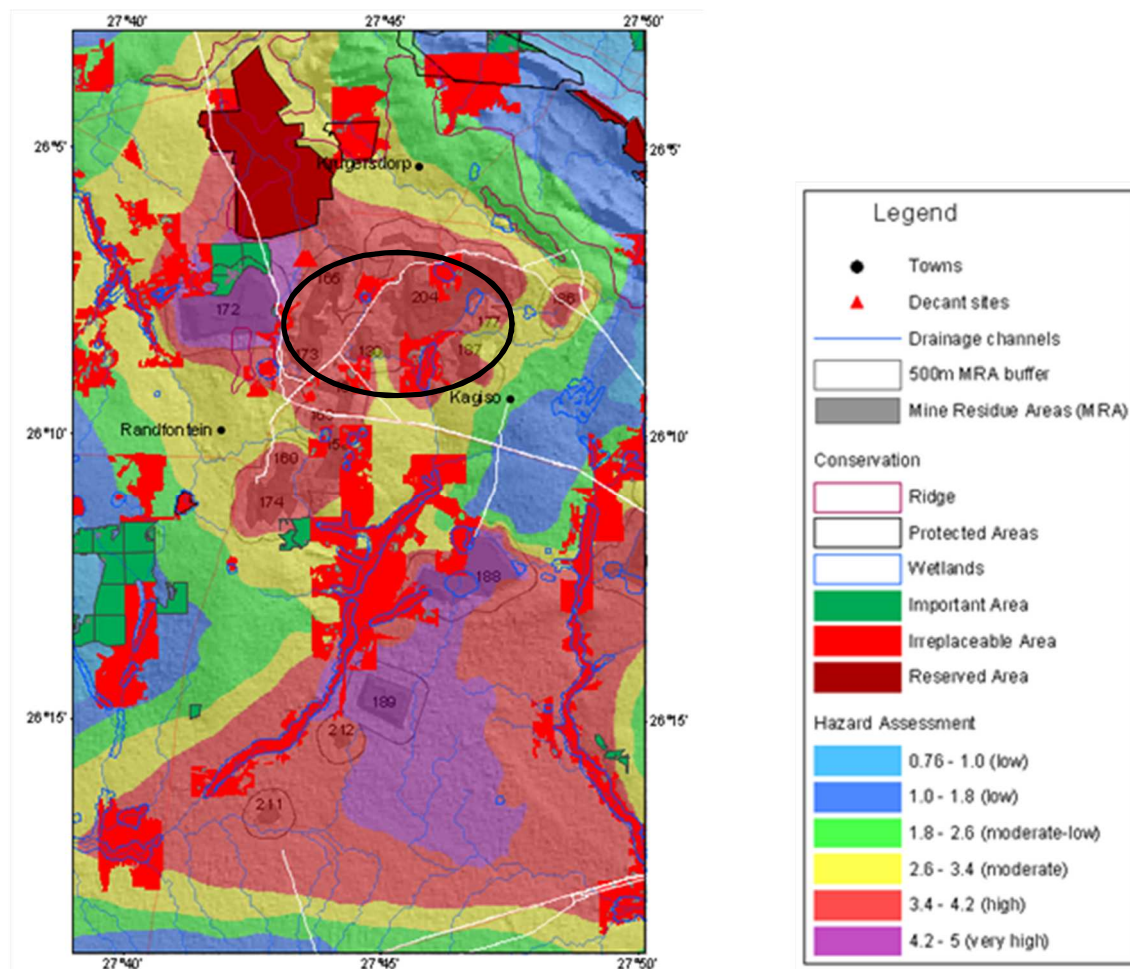 27°40' 27°45' 27°50'
26°5' 26°5'
Krugersdorp
165
172 204 186
177
173 187
Kagiso
Randfontein
26°10' 26°10'
160
174
188
189
212
26°15' 26°15'
211
27°40' 27°45' 27°50'
Legend
Towns
Decant sites
Drainage channels
500m MRA buffer
Mine Residue Areas (MRA)
Conservation
Ridge
Protected Areas
Wetlands
Important Area
Irreplaceable Area
Reserved Area
Hazard Assessment
0.76 - 1.0 (low)
1.0 - 1.8 (low)
1.8 - 2.6 (moderate-low)
2.6 - 3.4 (moderate)
3.4 - 4.2 (high)
4.2 - 5 (very high)